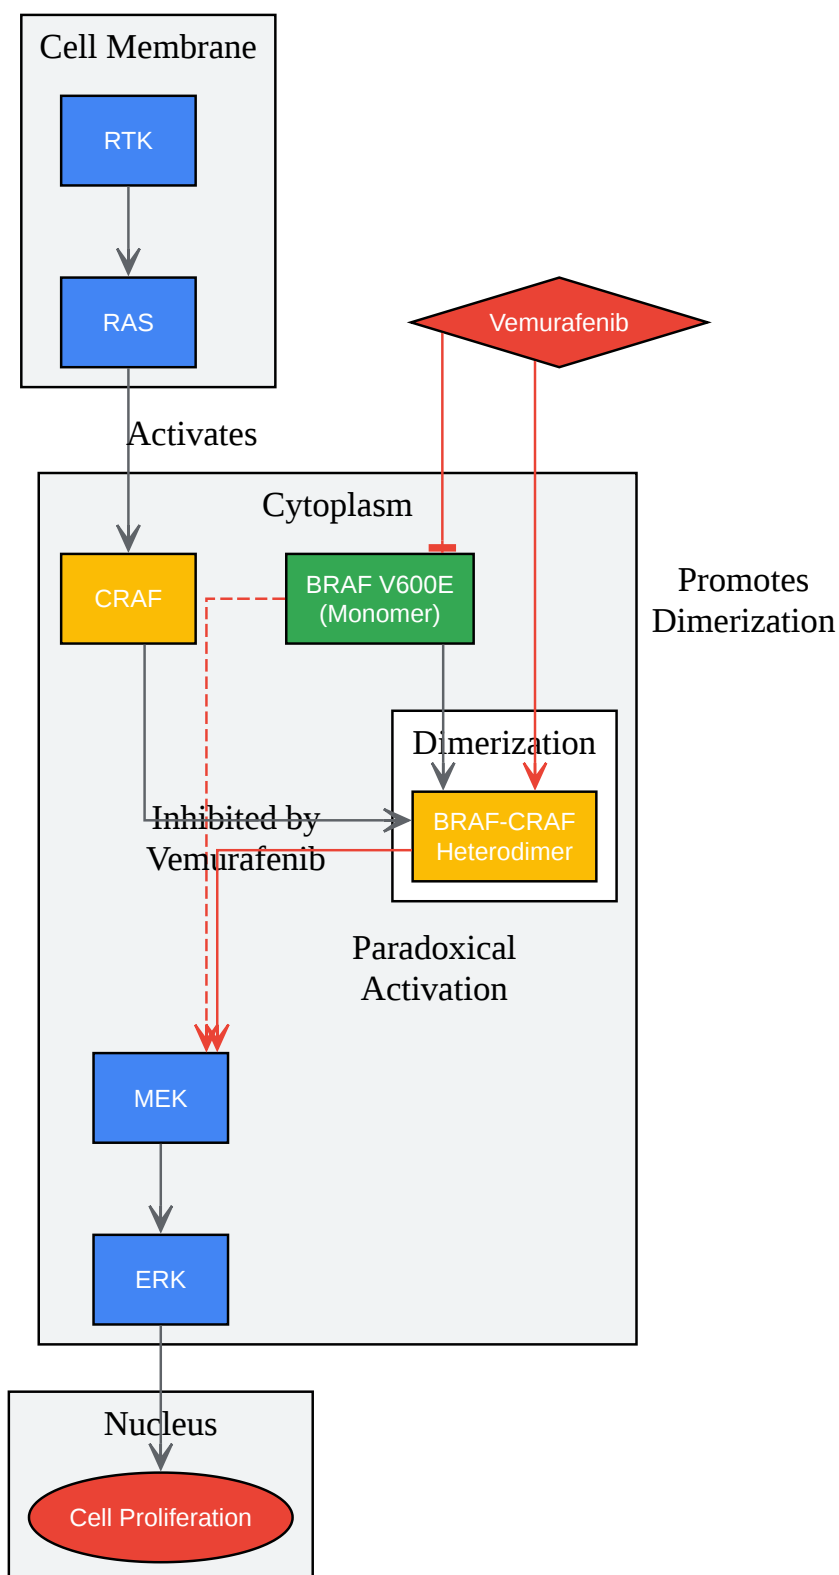 Cell Membrane
RTK
RAS
Vemurafenib
Activates
Cytoplasm
CRAF
BRAF V600E
(Monomer)
Promotes
Dimerization
Dimerization
Inhibited by
Vemurafenib
BRAF-CRAF
Heterodimer
Paradoxical
Activation
MEK
ERK
Nucleus
Cell Proliferation